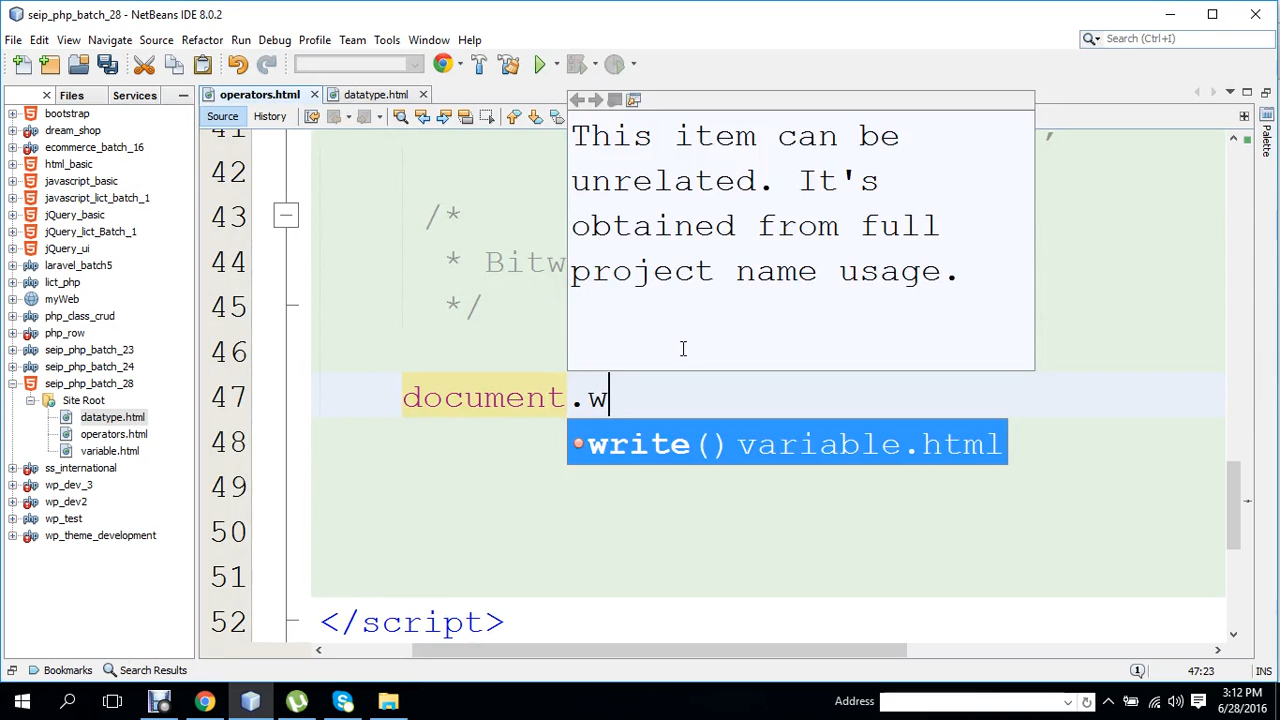 seip_php_batch_28 - NetBeans IDE 8.0.2
File Edit View Navigate Source Refactor Run Debug Profile Team Tools Window Help
Search (Ctrl+I)
Files Services
operators.html datatype.html
Source History
bootstrap
dream_shop
ecommerce_batch_16
html_basic
javascript_basic
javascript_lict_batch_1
jQuery_basic
jQuery_lict_Batch_1
jQuery_ui
laravel_batch5
lict_php
myWeb
php_class_crud
php_row
seip_php_batch_23
seip_php_batch_24
seip_php_batch_28
Site Root
datatype.html
operators.html
variable.html
ss_international
wp_dev_3
wp_dev2
wp_test
wp_theme_development
41
42
43 /*
44 * Bitw
45 */
46
47 document.w
48
49
50
51
52 </script>
This item can be
unrelated. It's
obtained from full
project name usage.
write() variable.html
Palette
Bookmarks Search Results
1
47:23 INS
Address
3:12 PM
6/28/2016